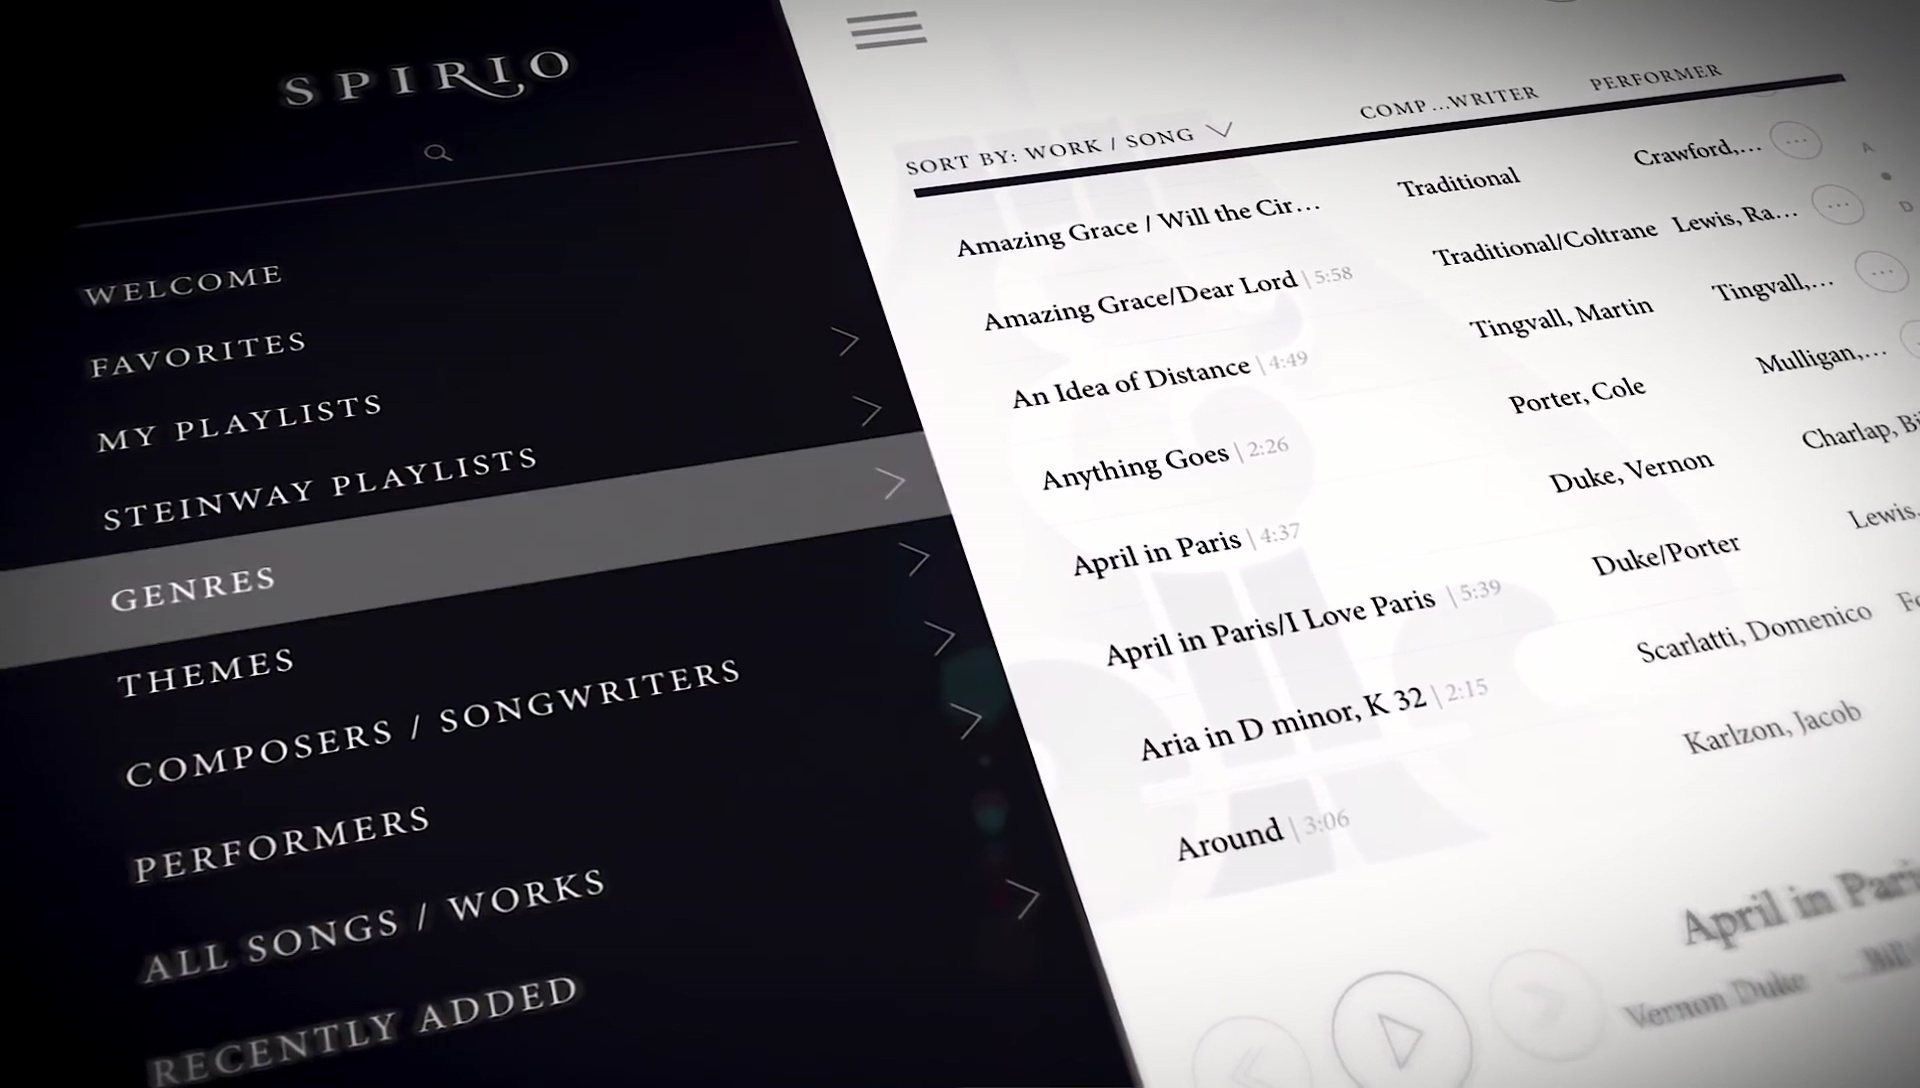 SPIRIO
WELCOME
FAVORITES
MY PLAYLISTS
STEINWAY PLAYLISTS
GENRES
THEMES
COMPOSERS / SONGWRITERS
PERFORMERS
ALL SONGS / WORKS
RECENTLY ADDED
SORT BY: WORK / SONG COMP...WRITER PERFORMER
Amazing Grace / Will the Cir... Traditional Crawford,...
Amazing Grace/Dear Lord | 5:58 Traditional/Coltrane Lewis, Ra...
An Idea of Distance | 4:49 Tingvall, Martin Tingvall,...
Anything Goes | 2:26 Porter, Cole Mulligan,...
April in Paris | 4:37 Duke, Vernon Charlap, Bi
April in Paris/I Love Paris | 5:39 Duke/Porter Lewis
Aria in D minor, K 32 | 2:15 Scarlatti, Domenico
Around | 3:06 Karlzon, Jacob
A
D
April in Paris
Vernon Duke Bill